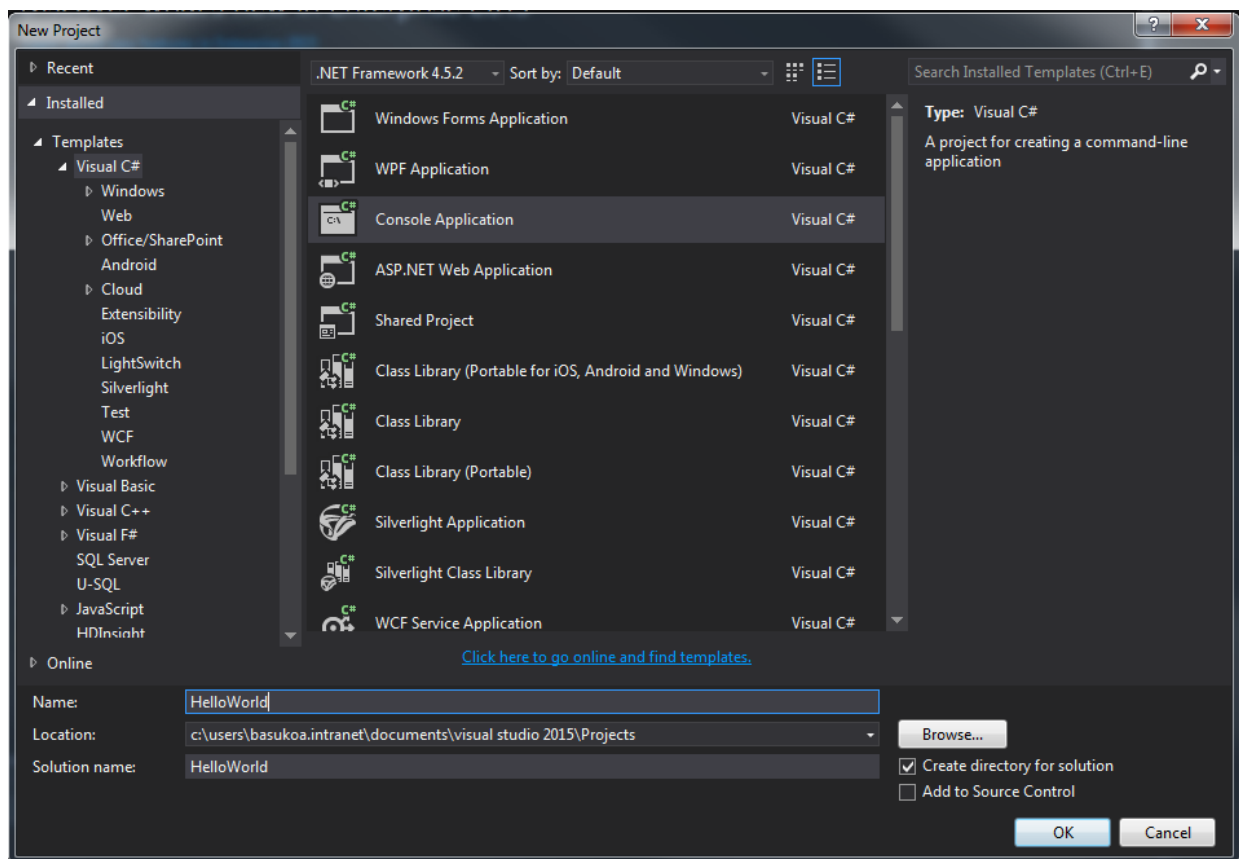 New Project
Recent
Installed
Templates
Visual C#
Windows
Web
Office/SharePoint
Android
Cloud
Extensibility
iOS
LightSwitch
Silverlight
Test
WCF
Workflow
Visual Basic
Visual C++
Visual F#
SQL Server
U-SQL
JavaScript
HDInsight
Online
.NET Framework 4.5.2 Sort by: Default
C# Windows Forms Application Visual C#
C# WPF Application Visual C#
C# C:\ Console Application Visual C#
C# ASP.NET Web Application Visual C#
C# Shared Project Visual C#
C# Class Library (Portable for iOS, Android and Windows) Visual C#
C# Class Library Visual C#
C# Class Library (Portable) Visual C#
C# Silverlight Application Visual C#
C# Silverlight Class Library Visual C#
C# WCF Service Application Visual C#
Click here to go online and find templates.
Search Installed Templates (Ctrl+E)
Type: Visual C#
A project for creating a command-line
application
Name: HelloWorld
Location: c:\users\basukoa.intranet\documents\visual studio 2015\Projects
Browse...
Solution name: HelloWorld
Create directory for solution
Add to Source Control
OK Cancel